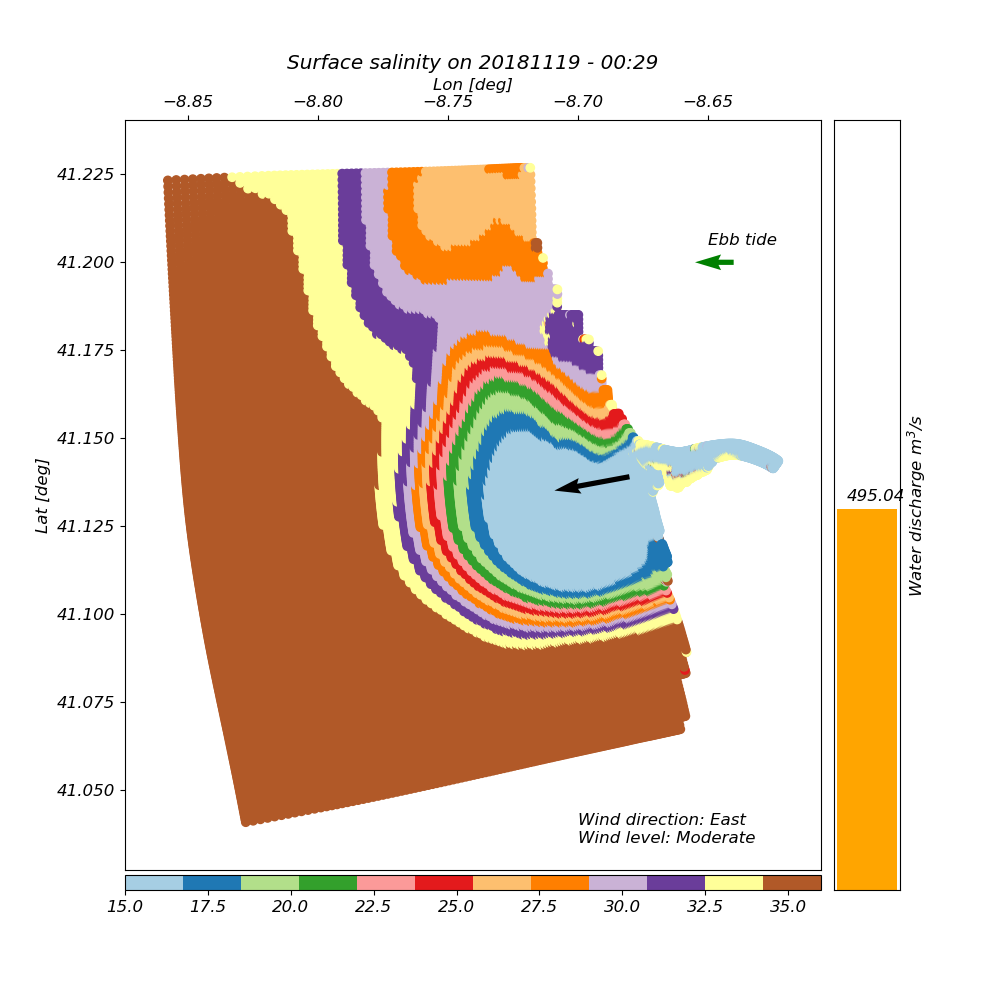 Surface salinity on 20181119 - 00:29
Lon [deg]
−8.85 −8.80 −8.75 −8.70 −8.65
41.225
41.200
41.175
41.150
41.125
41.100
41.075
41.050
Lat [deg]
Ebb tide
Wind direction: East
Wind level: Moderate
15.0 17.5 20.0 22.5 25.0 27.5 30.0 32.5 35.0
495.04
Water discharge m³/s